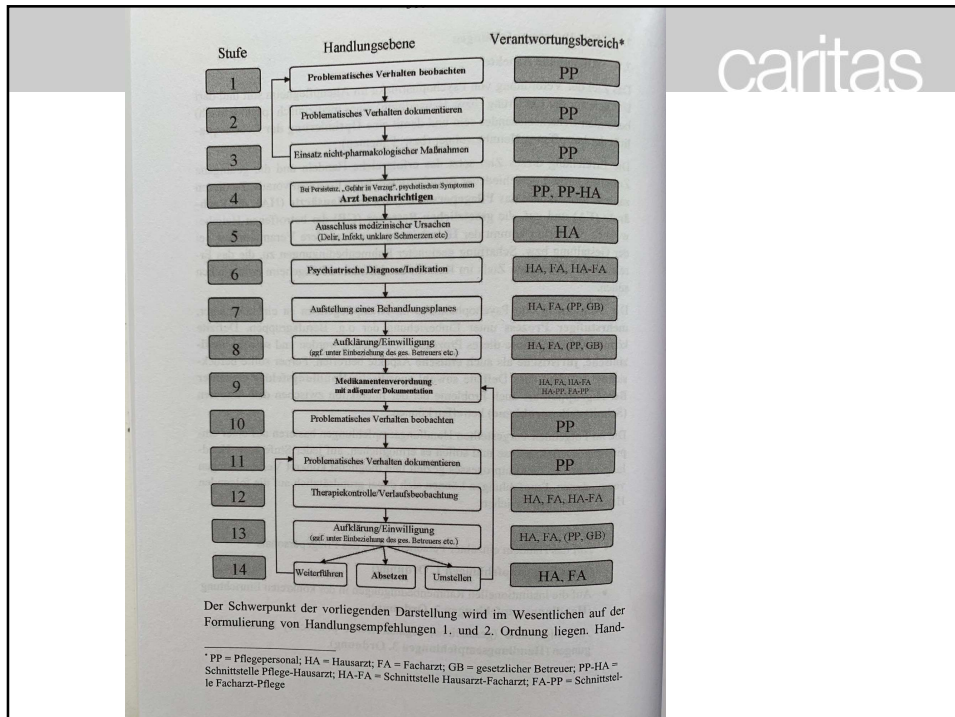 caritas
Stufe Handlungsebene Verantwortungsbereich*
1 Problematisches Verhalten beobachten PP
2 Problematisches Verhalten dokumentieren PP
3 Einsatz nicht-pharmakologischer Maßnahmen PP
4 Bei Persistenz, „Gefahr in Verzug“, psychotischen Symptomen
Arzt benachrichtigen PP, PP-HA
5 Ausschluss medizinischer Ursachen
(Delir, Infekt, unklare Schmerzen etc) HA
6 Psychiatrische Diagnose/Indikation HA, FA, HA-FA
7 Aufstellung eines Behandlungsplanes HA, FA, (PP, GB)
8 Aufklärung/Einwilligung
(ggf. unter Einbeziehung des ges. Betreuers etc.) HA, FA, (PP, GB)
9 Medikamentenverordnung HA, FA, HA-FA
mit adäquater Dokumentation HA-PP, FA-PP
10 Problematisches Verhalten beobachten PP
11 Problematisches Verhalten dokumentieren PP
12 Therapiekontrolle/Verlaufsbeobachtung HA, FA, HA-FA
13 Aufklärung/Einwilligung
(ggf. unter Einbeziehung des ges. Betreuers etc.) HA, FA, (PP, GB)
14 Weiterführen Absetzen Umstellen HA, FA
Der Schwerpunkt der vorliegenden Darstellung wird im Wesentlichen auf der
Formulierung von Handlungsempfehlungen 1. und 2. Ordnung liegen. Hand-
* PP = Pflegepersonal; HA = Hausarzt; FA = Facharzt; GB = gesetzlicher Betreuer; PP-HA =
Schnittstelle Pflege-Hausarzt; HA-FA = Schnittstelle Hausarzt-Facharzt; FA-PP = Schnittstel-
le Facharzt-Pflege